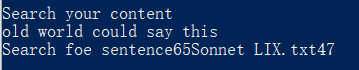 Search your content
old world could say this
Search foe sentence65Sonnet LIX.txt47